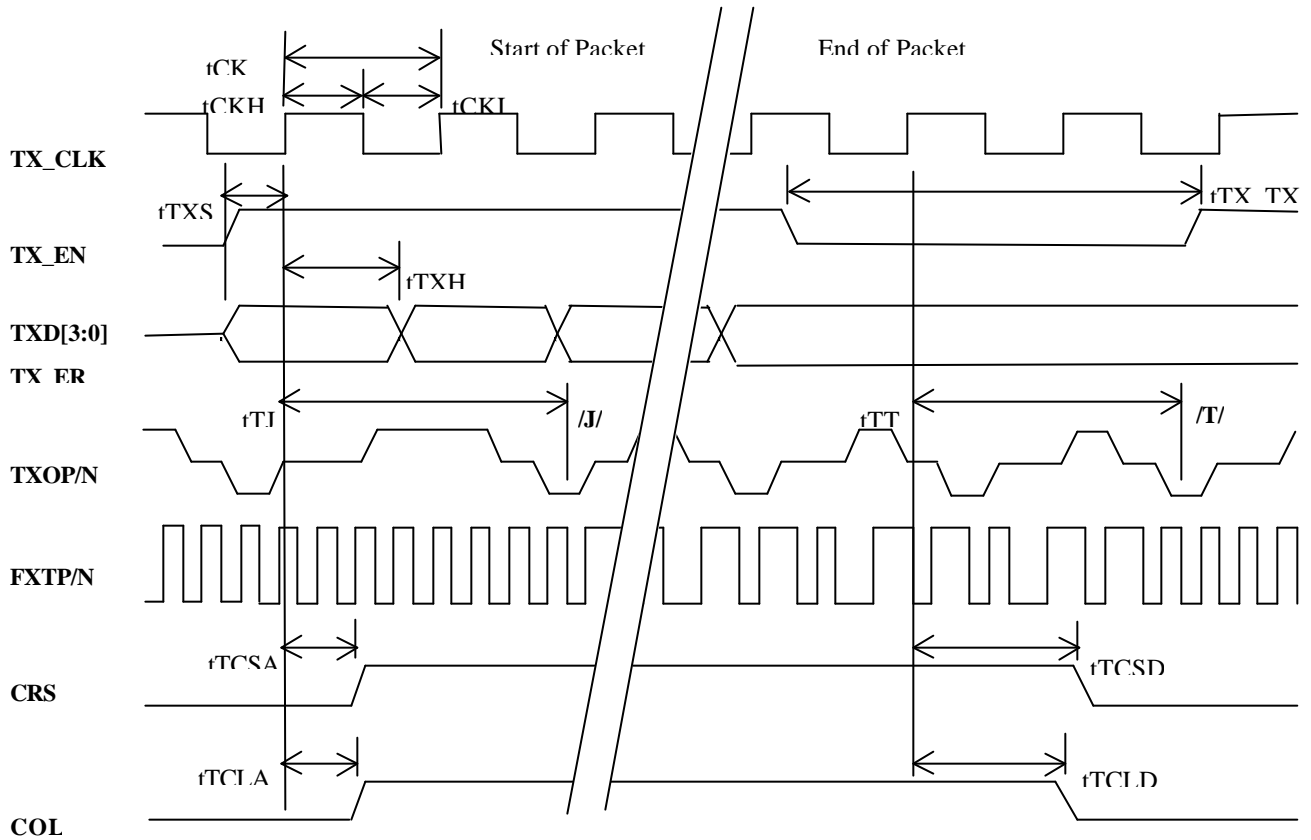 Start of Packet
End of Packet
tCK
tCKH
tCKL
TX_CLK
tTXS
tTX_TX
TX_EN
tTXH
TXD[3:0]
TX_ER
tTJ
/J/
tTT
/T/
TXOP/N
FXTP/N
tTCSA
tTCSD
CRS
tTCLA
tTCLD
COL